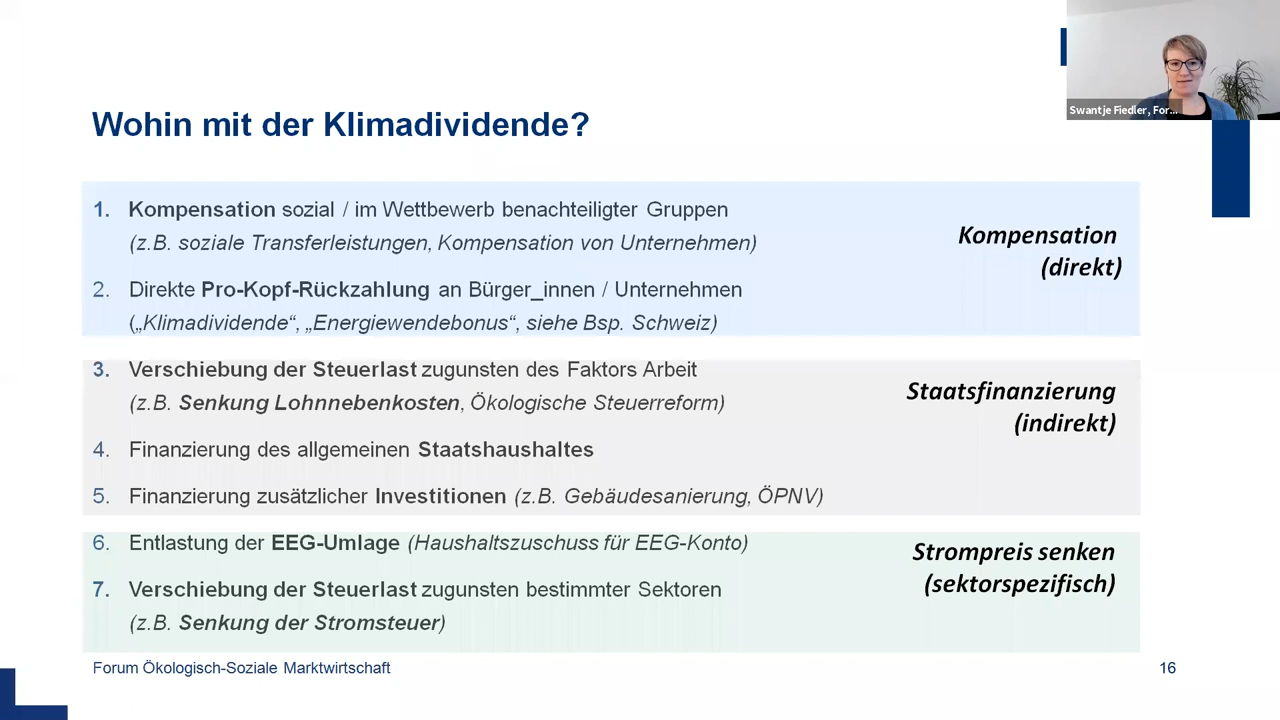 Swantje Fiedler, For...
Wohin mit der Klimadividende?
1. Kompensation sozial / im Wettbewerb benachteiligter Gruppen
(z.B. soziale Transferleistungen, Kompensation von Unternehmen)
2. Direkte Pro-Kopf-Rückzahlung an Bürger_innen / Unternehmen
(„Klimadividende“, „Energiewendebonus“, siehe Bsp. Schweiz)
Kompensation
(direkt)
3. Verschiebung der Steuerlast zugunsten des Faktors Arbeit
(z.B. Senkung Lohnnebenkosten, Ökologische Steuerreform)
4. Finanzierung des allgemeinen Staatshaushaltes
5. Finanzierung zusätzlicher Investitionen (z.B. Gebäudesanierung, ÖPNV)
Staatsfinanzierung
(indirekt)
6. Entlastung der EEG-Umlage (Haushaltszuschuss für EEG-Konto)
7. Verschiebung der Steuerlast zugunsten bestimmter Sektoren
(z.B. Senkung der Stromsteuer)
Strompreis senken
(sektorspezifisch)
Forum Ökologisch-Soziale Marktwirtschaft
16